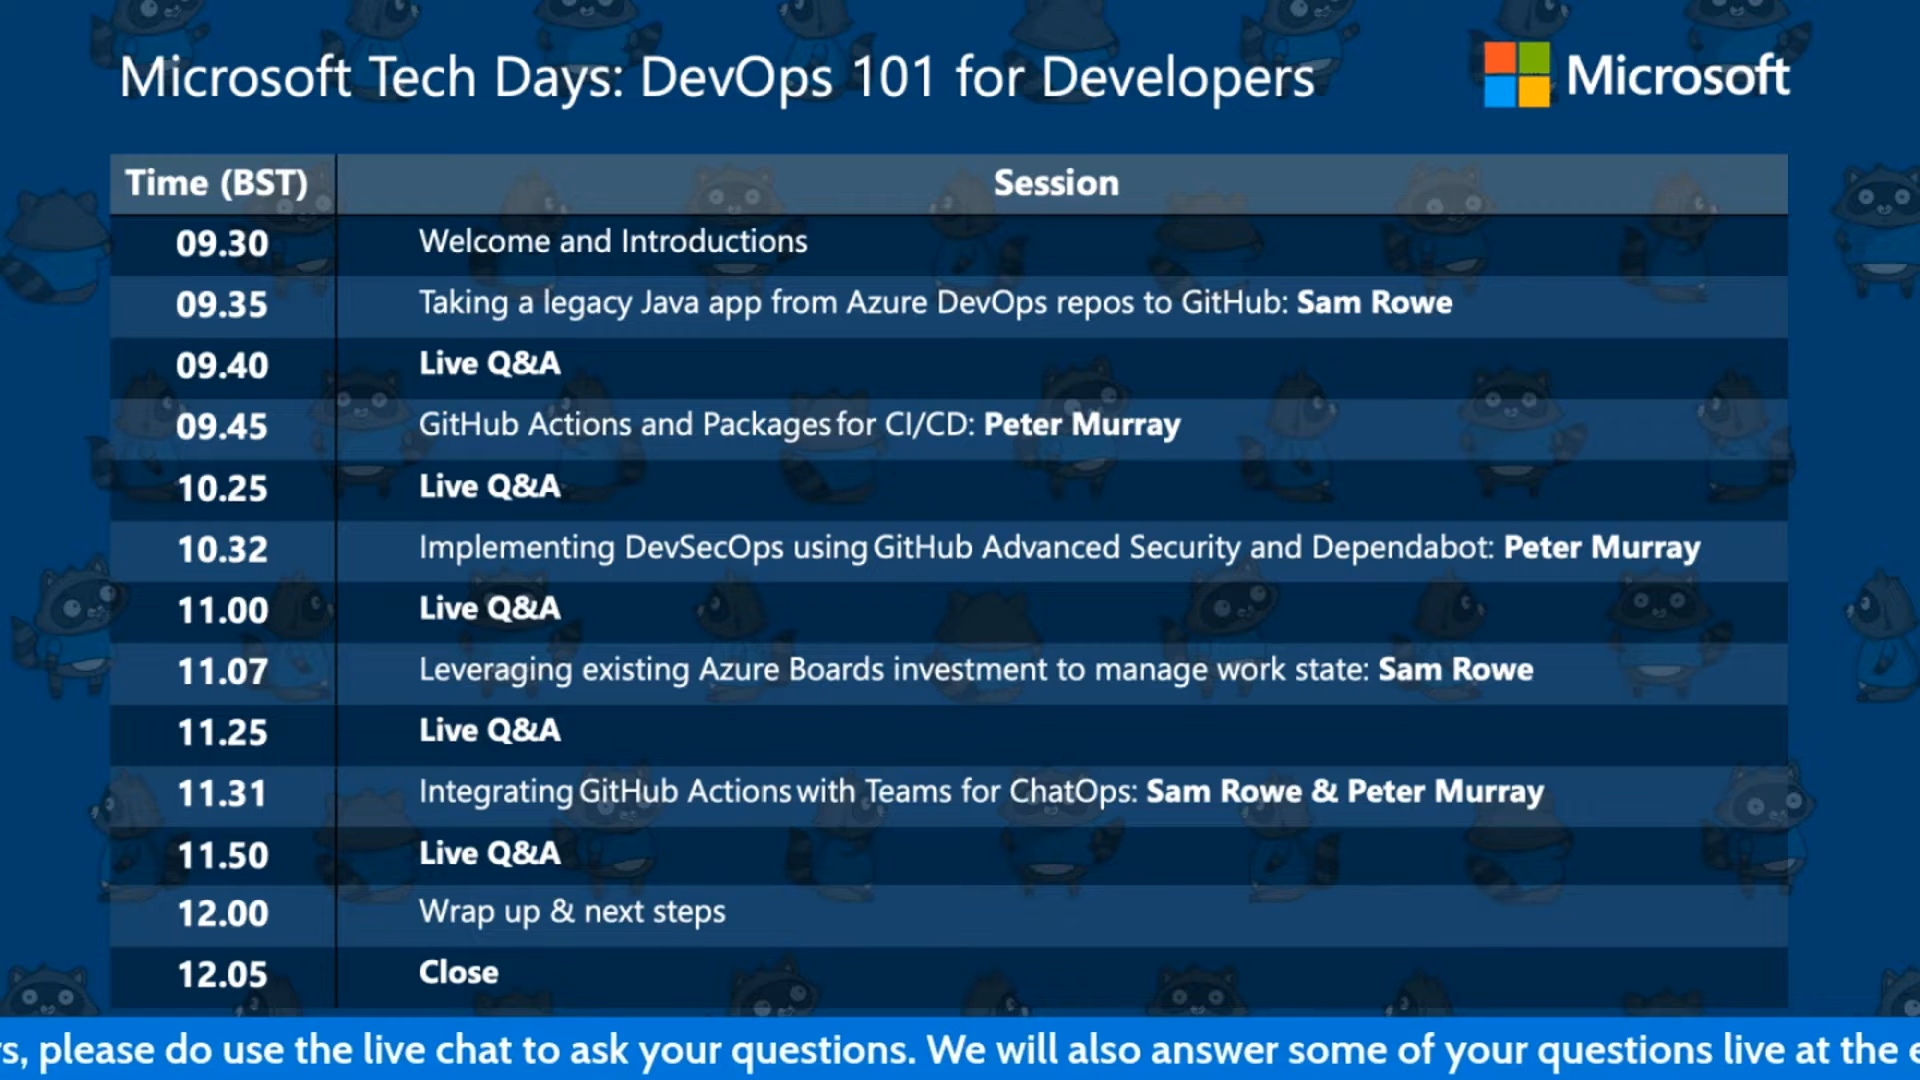 Microsoft Tech Days: DevOps 101 for Developers
Microsoft
Time (BST) Session
09.30 Welcome and Introductions
09.35 Taking a legacy Java app from Azure DevOps repos to GitHub: Sam Rowe
09.40 Live Q&A
09.45 GitHub Actions and Packages for CI/CD: Peter Murray
10.25 Live Q&A
10.32 Implementing DevSecOps using GitHub Advanced Security and Dependabot: Peter Murray
11.00 Live Q&A
11.07 Leveraging existing Azure Boards investment to manage work state: Sam Rowe
11.25 Live Q&A
11.31 Integrating GitHub Actions with Teams for ChatOps: Sam Rowe & Peter Murray
11.50 Live Q&A
12.00 Wrap up & next steps
12.05 Close
please do use the live chat to ask your questions. We will also answer some of your questions live at the